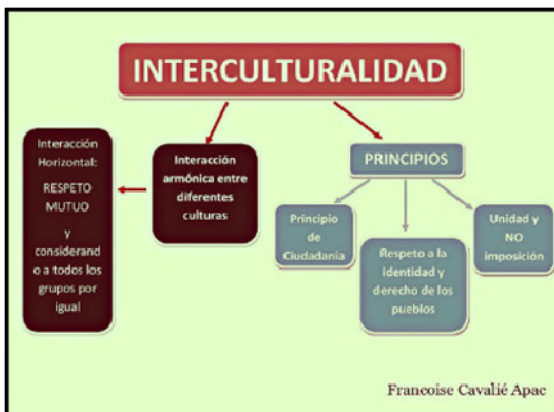 INTERCULTURALIDAD
Interacción
Horizontal:
RESPETO
MUTUO
y
considerand
o a todos los
grupos por
igual
Interacción
armónica entre
diferentes
culturas
PRINCIPIOS
Principio
de
Ciudadanía
Respeto a la
identidad y
derecho de los
pueblos
Unidad y
NO
imposición
Francoise Cavalié Apac